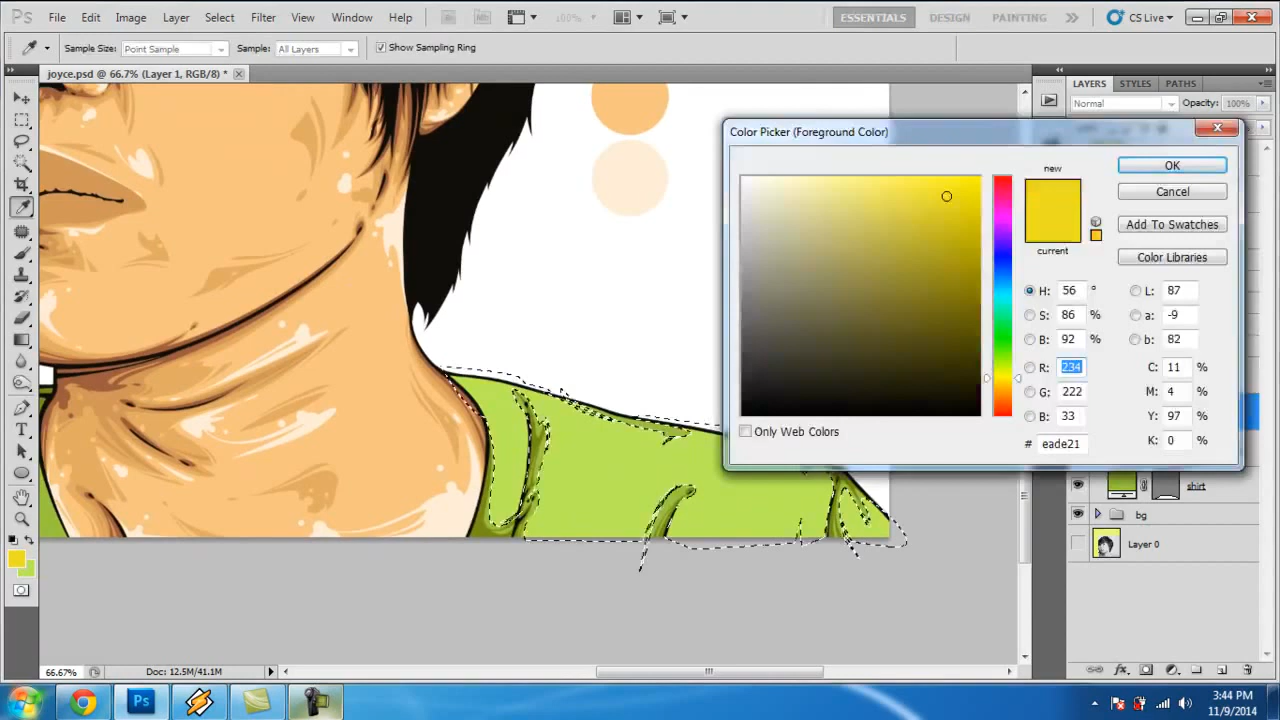 Ps File Edit Image Layer Select Filter View Window Help 100% ESSENTIALS DESIGN PAINTING CS Live
Sample Size: Point Sample Sample: All Layers Show Sampling Ring
joyce.psd @ 66.7% (Layer 1, RGB/8) *
LAYERS STYLES PATHS
Normal Opacity: 100%
Color Picker (Foreground Color)
new
current
OK
Cancel
Add To Swatches
Color Libraries
H: 56 ° L: 87
S: 86 % a: -9
B: 92 % b: 82
R: 234 C: 11 %
G: 222 M: 4 %
B: 33 Y: 97 %
# eade21 K: 0 %
Only Web Colors
shirt
bg
Layer 0
66.67% Doc: 12.5M/41.1M
fx
Ps
3:44 PM
11/9/2014